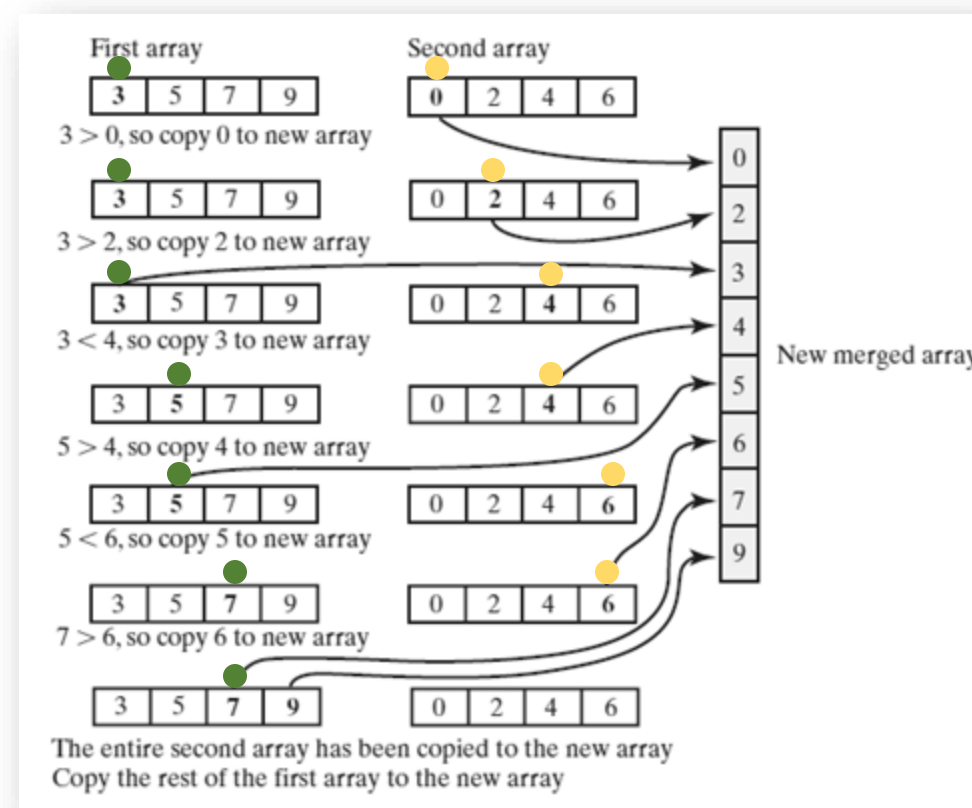 First array Second array
3 5 7 9 0 2 4 6
3 > 0, so copy 0 to new array
0
3 5 7 9 0 2 4 6
2
3 > 2, so copy 2 to new array
3
3 5 7 9 0 2 4 6
4
3 < 4, so copy 3 to new array
New merged array
5
3 5 7 9 0 2 4 6
6
5 > 4, so copy 4 to new array
7
3 5 7 9 0 2 4 6
5 < 6, so copy 5 to new array
9
3 5 7 9 0 2 4 6
7 > 6, so copy 6 to new array
3 5 7 9 0 2 4 6
The entire second array has been copied to the new array
Copy the rest of the first array to the new array